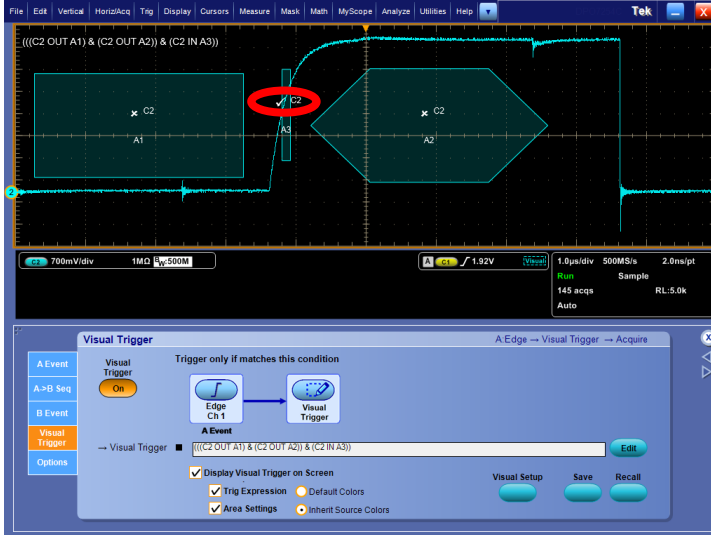 File Edit Vertical Horiz/Acq Trig Display Cursors Measure Mask Math MyScope Analyze Utilities Help Tek X
(((C2 OUT A1) & (C2 OUT A2)) & (C2 IN A3))
C2 C2 C2
A3
A1 A2
2
C2 700mV/div 1MΩ BW:500M A C1 1.92V Visual 1.0μs/div 500MS/s 2.0ns/pt
Run Sample
145 acqs RL:5.0k
Auto
Visual Trigger A:Edge → Visual Trigger → Acquire X
A Event
A->B Seq
B Event
Visual
Trigger
Options
Visual
Trigger
On
Trigger only if matches this condition
Edge
Ch 1
Visual
Trigger
A Event
→ Visual Trigger (((C2 OUT A1) & (C2 OUT A2)) & (C2 IN A3)) Edit
Display Visual Trigger on Screen
Trig Expression Default Colors
Area Settings Inherit Source Colors
Visual Setup Save Recall